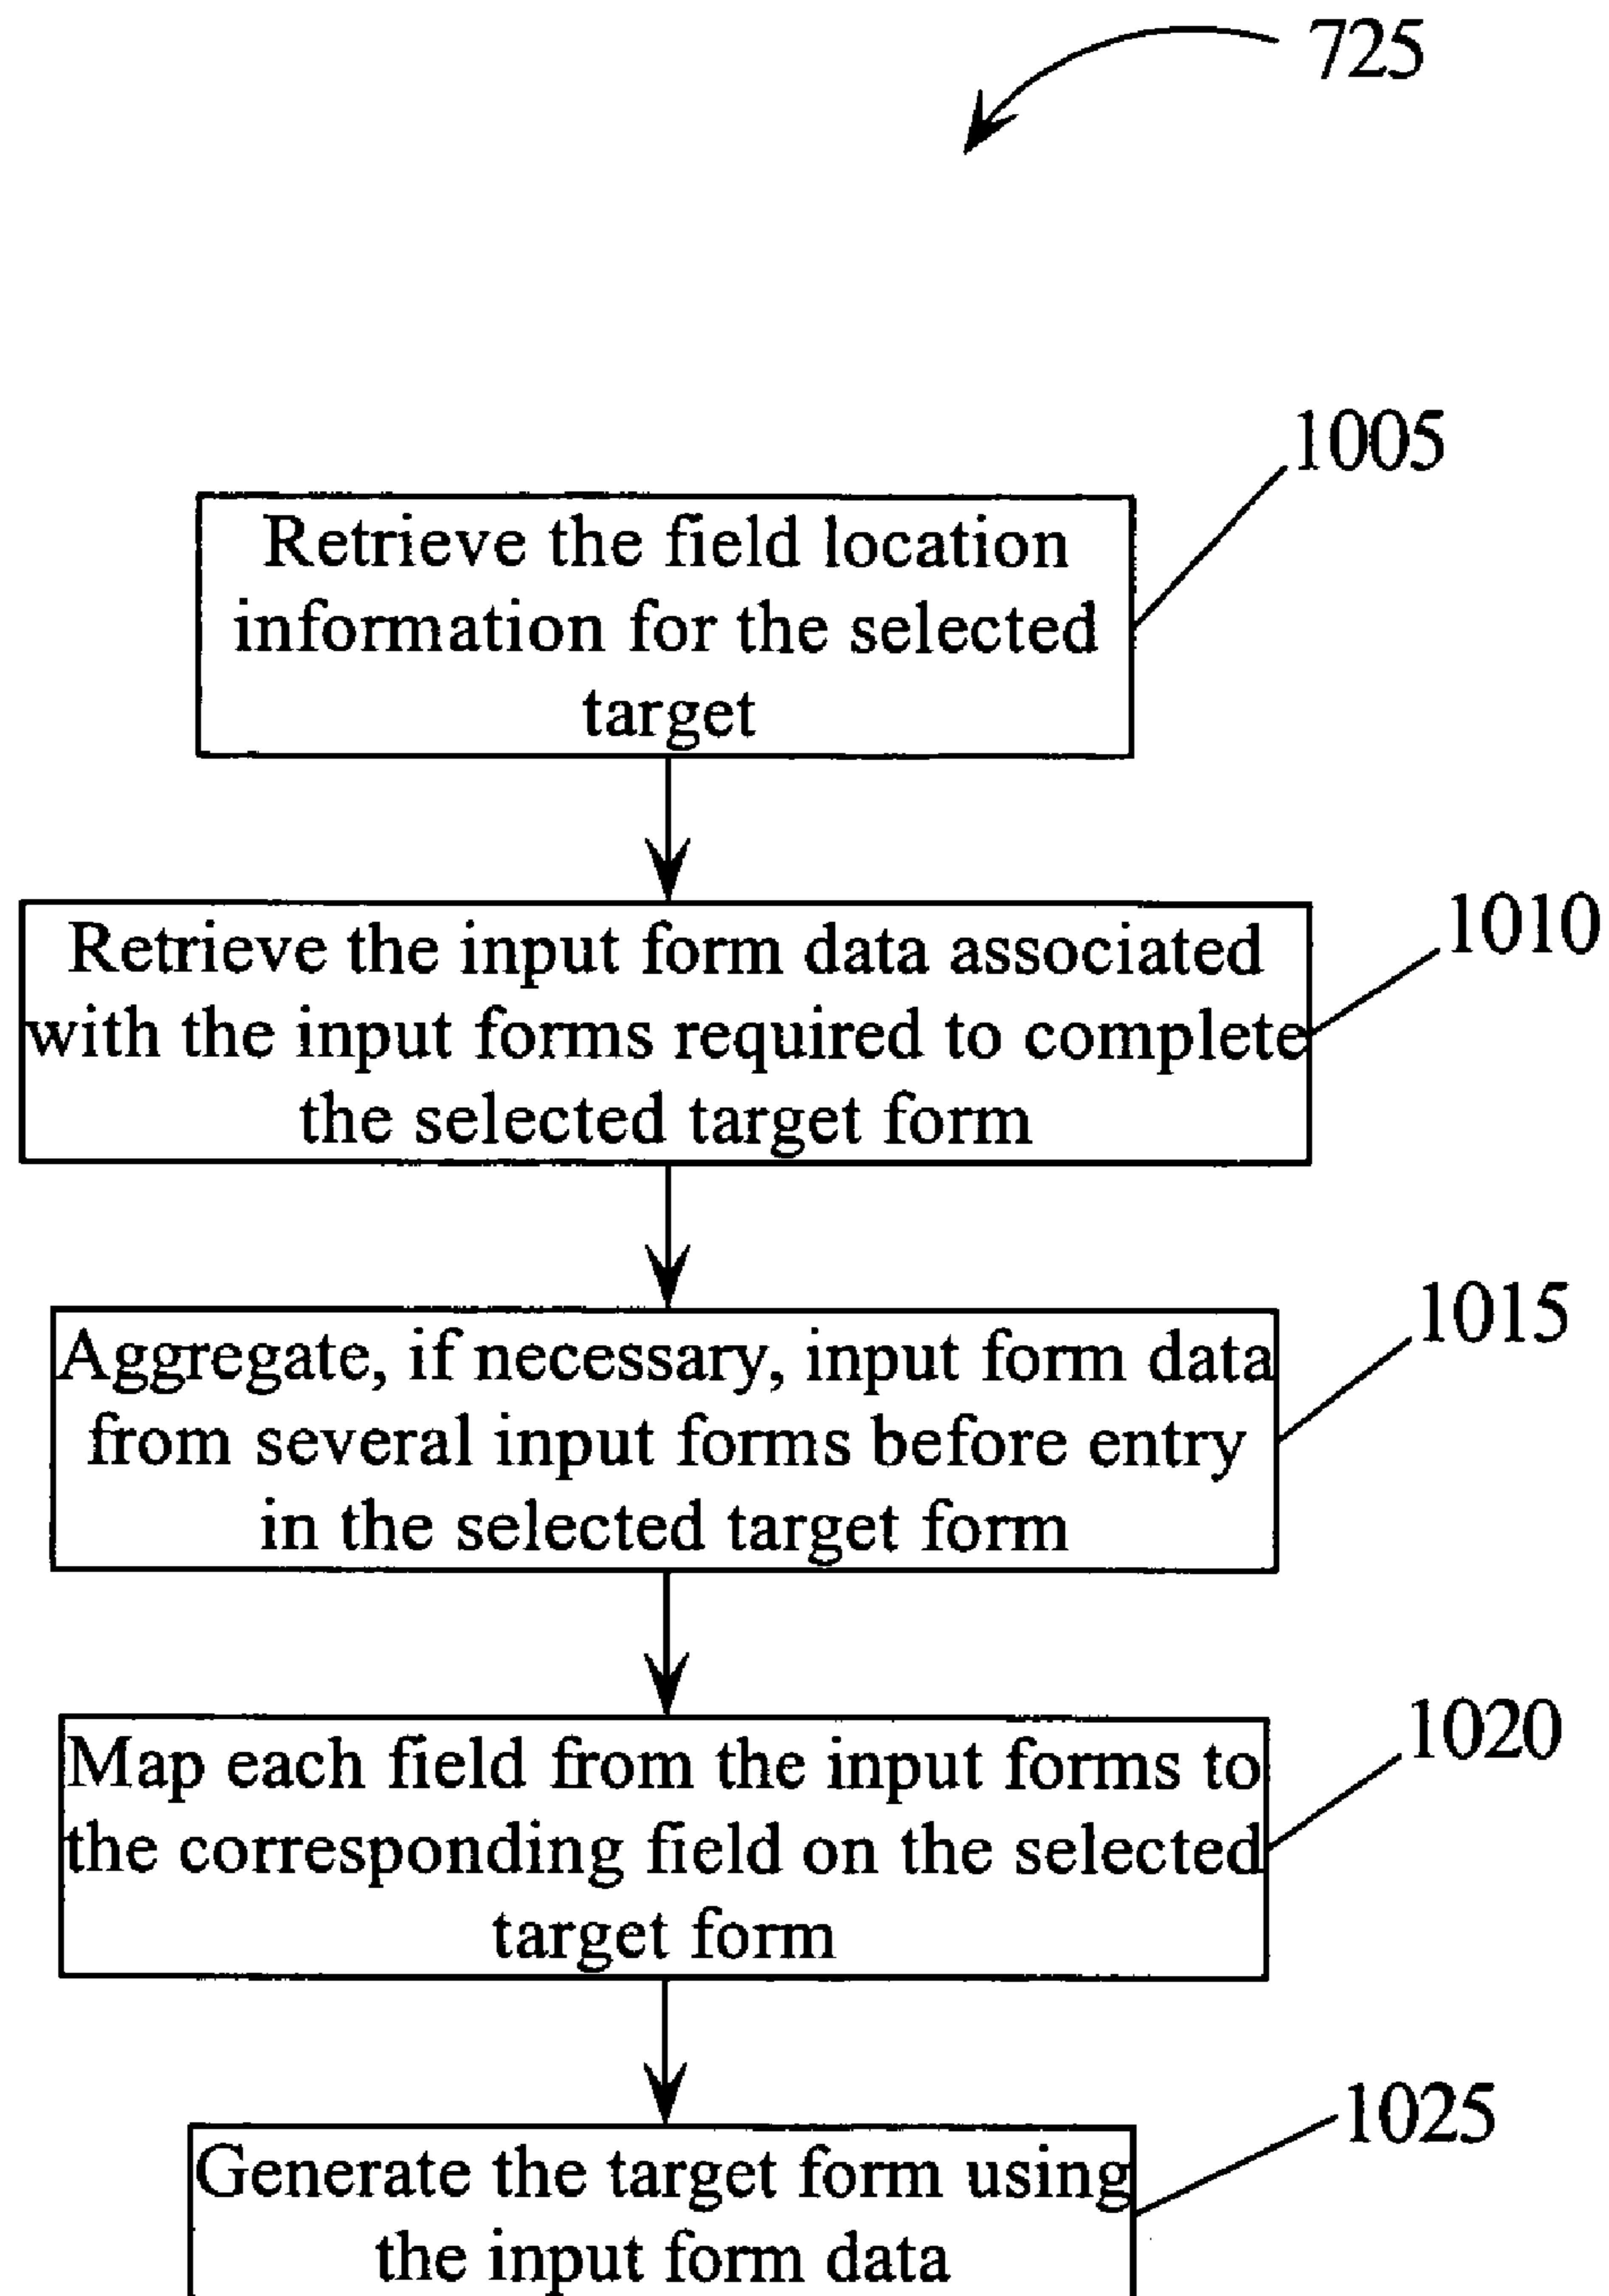 725
1005
Retrieve the field location
information for the selected
target
1010
Retrieve the input form data associated
with the input forms required to complete
the selected target form
1015
Aggregate, if necessary, input form data
from several input forms before entry
in the selected target form
1020
Map each field from the input forms to
the corresponding field on the selected
target form
1025
Generate the target form using
the input form data